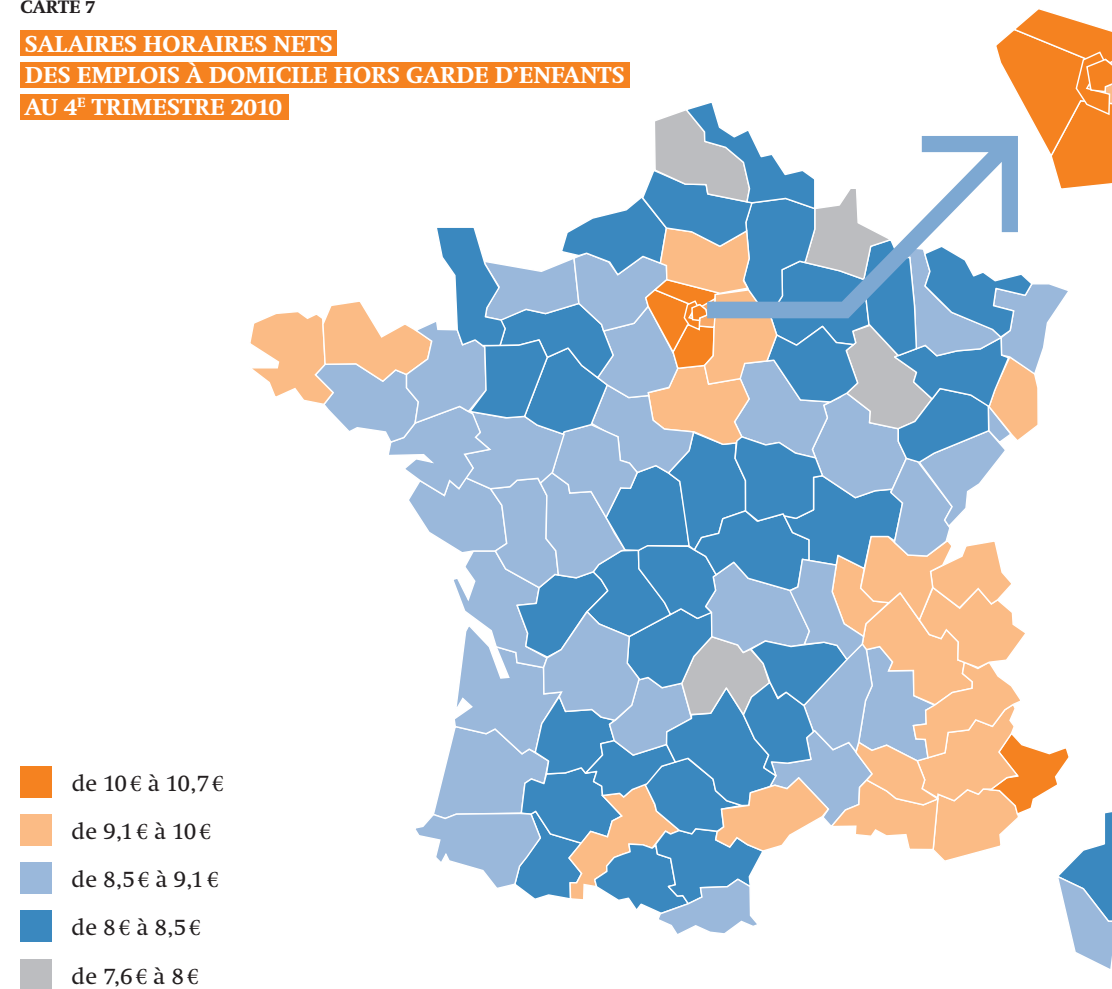 CARTE 7
SALAIRES HORAIRES NETS
DES EMPLOIS À DOMICILE HORS GARDE D'ENFANTS
AU 4E TRIMESTRE 2010
de 10 € à 10,7 €
de 9,1 € à 10 €
de 8,5 € à 9,1 €
de 8 € à 8,5 €
de 7,6 € à 8 €